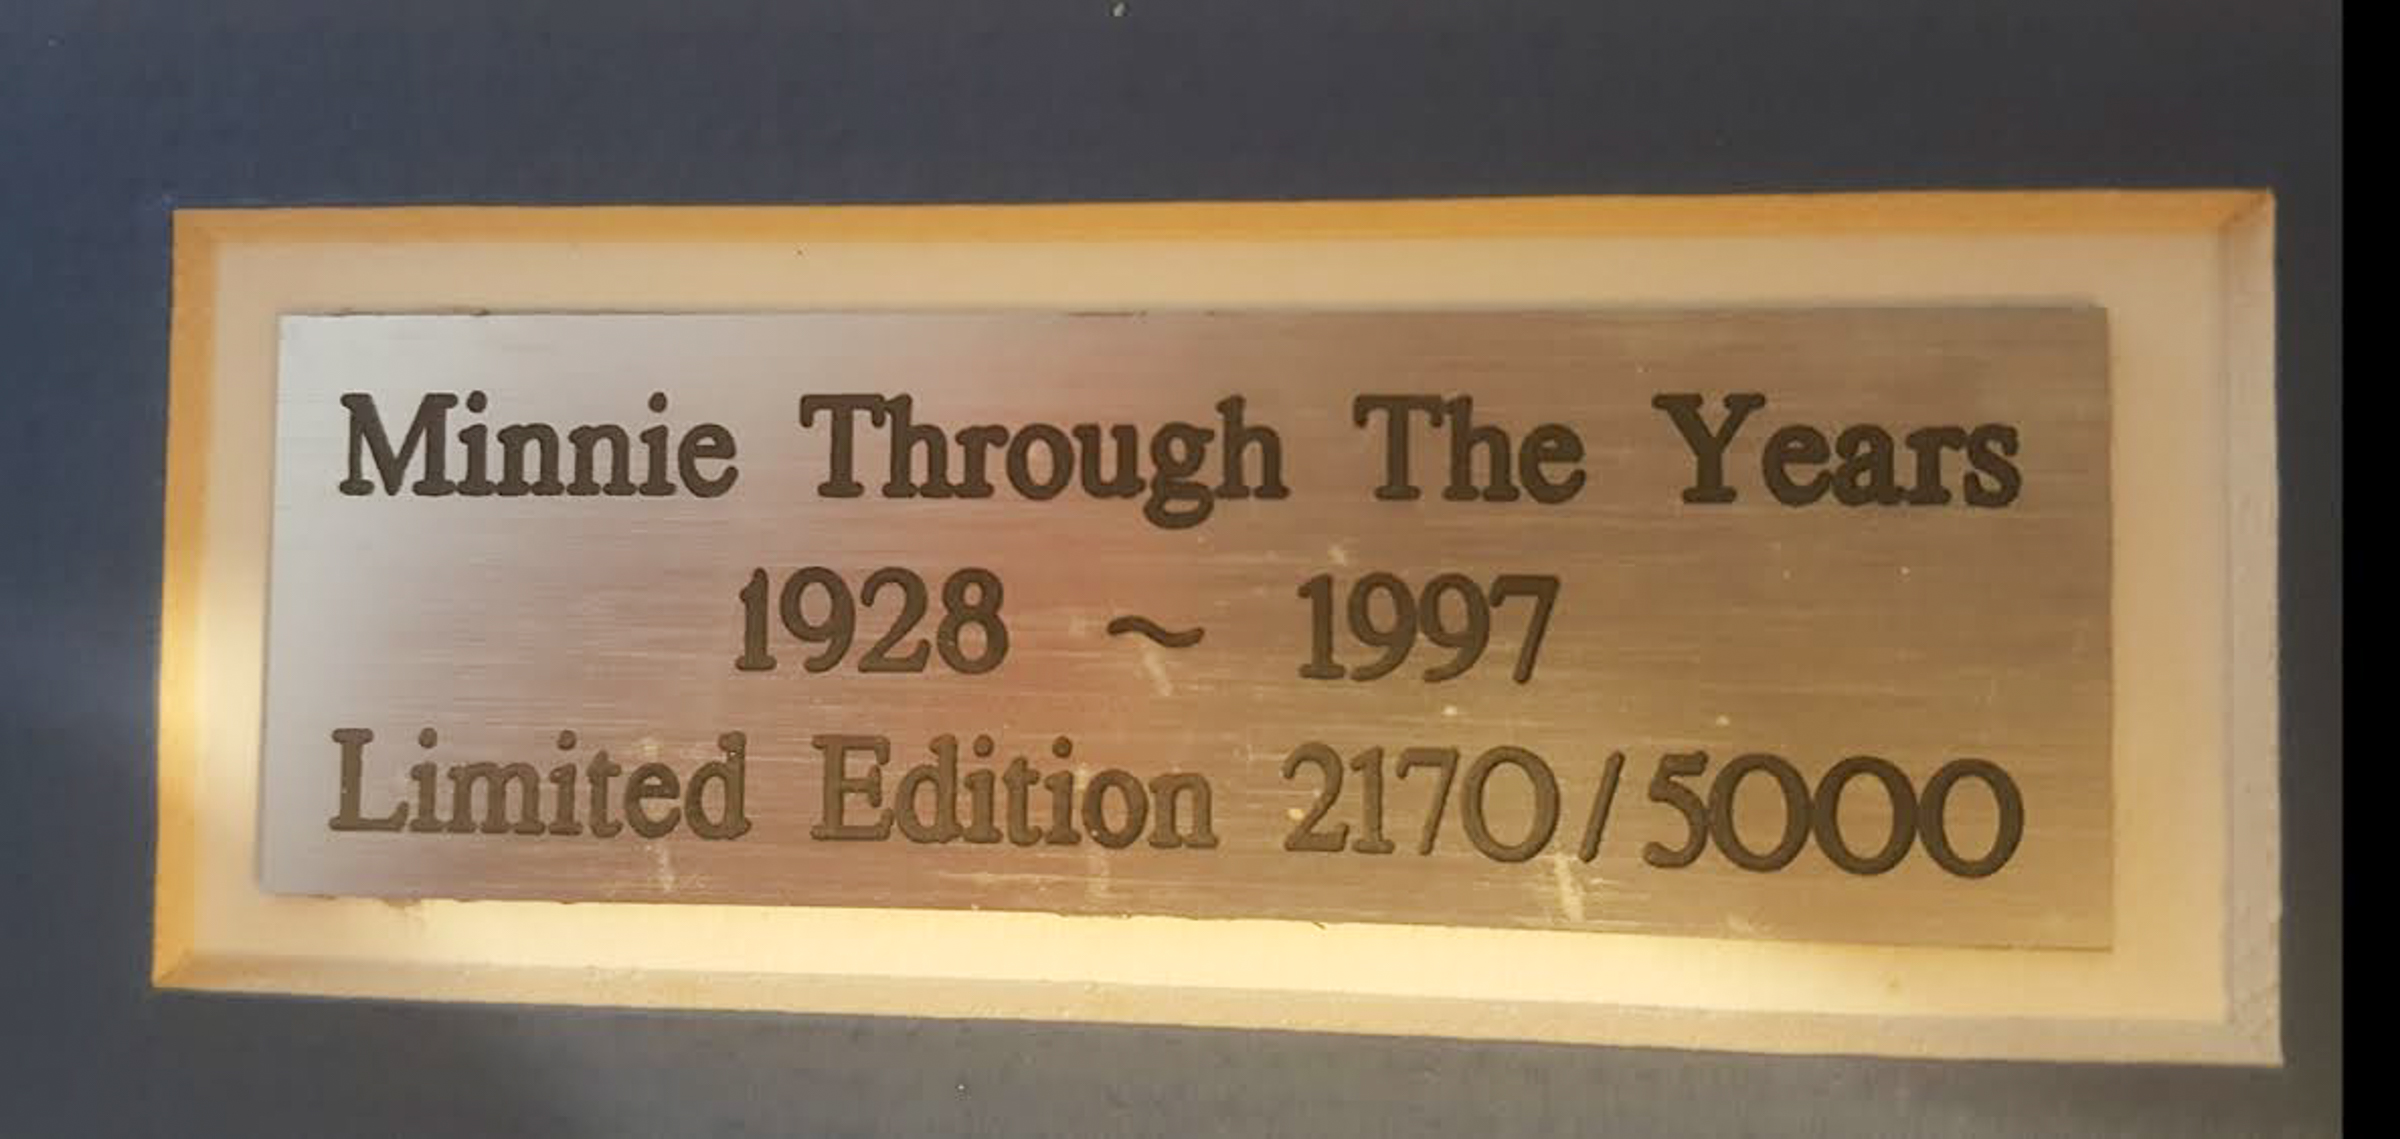 Minnie Through The Years
1928 ~ 1997
Limited Edition 2170/5000